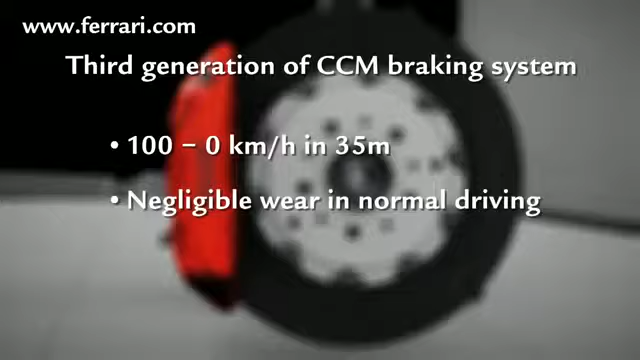 www.ferrari.com
Third generation of CCM braking system
• 100 – 0 km/h in 35m
• Negligible wear in normal driving